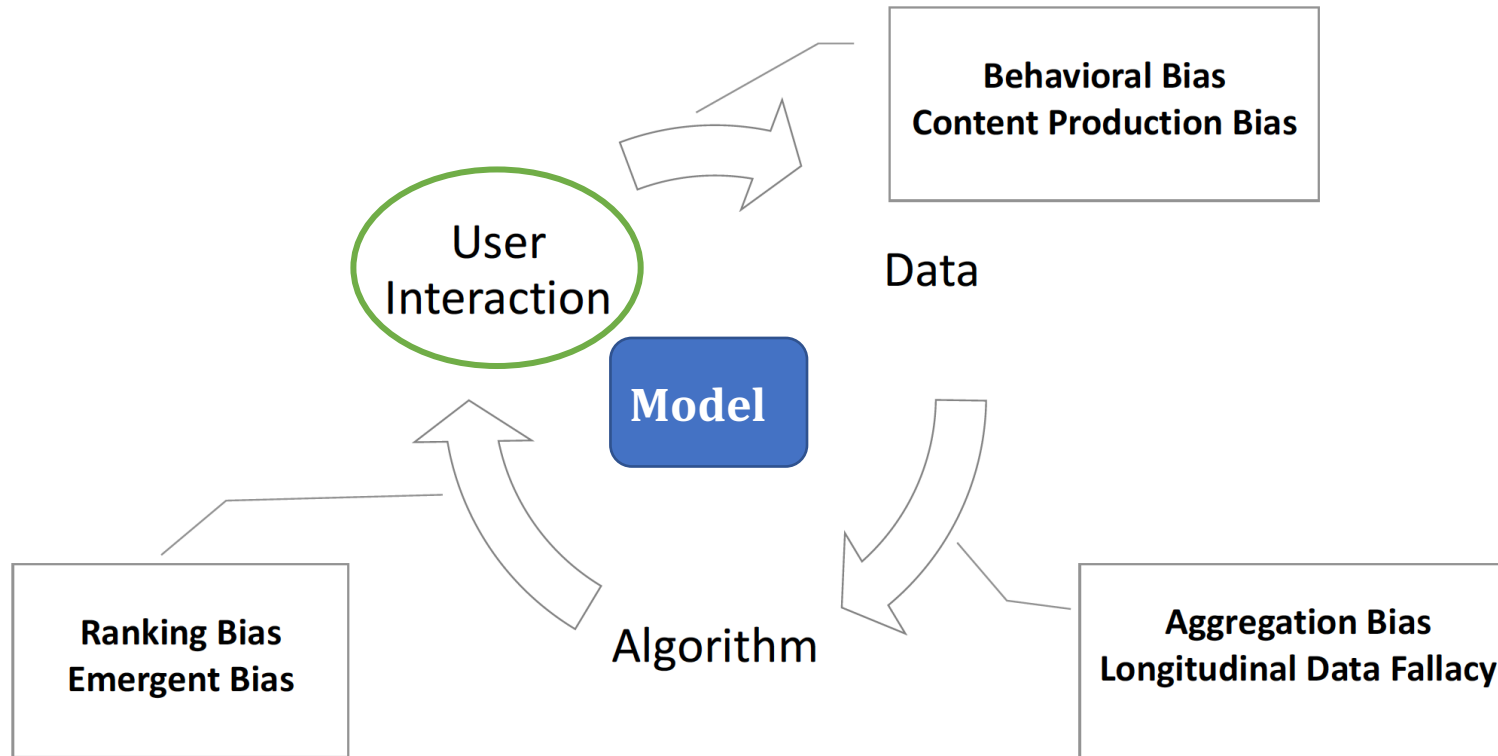 Behavioral Bias
Content Production Bias
User
Interaction
Data
Model
Algorithm
Ranking Bias
Emergent Bias
Aggregation Bias
Longitudinal Data Fallacy